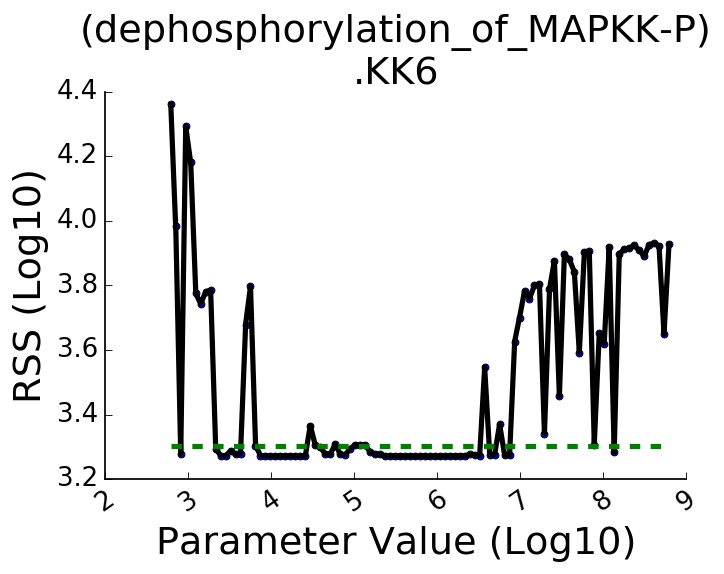 (dephosphorylation_of_MAPKK-P)
.KK6
4.4
4.2
4.0
3.8
3.6
3.4
3.2
RSS (Log10)
2 3 4 5 6 7 8 9
Parameter Value (Log10)